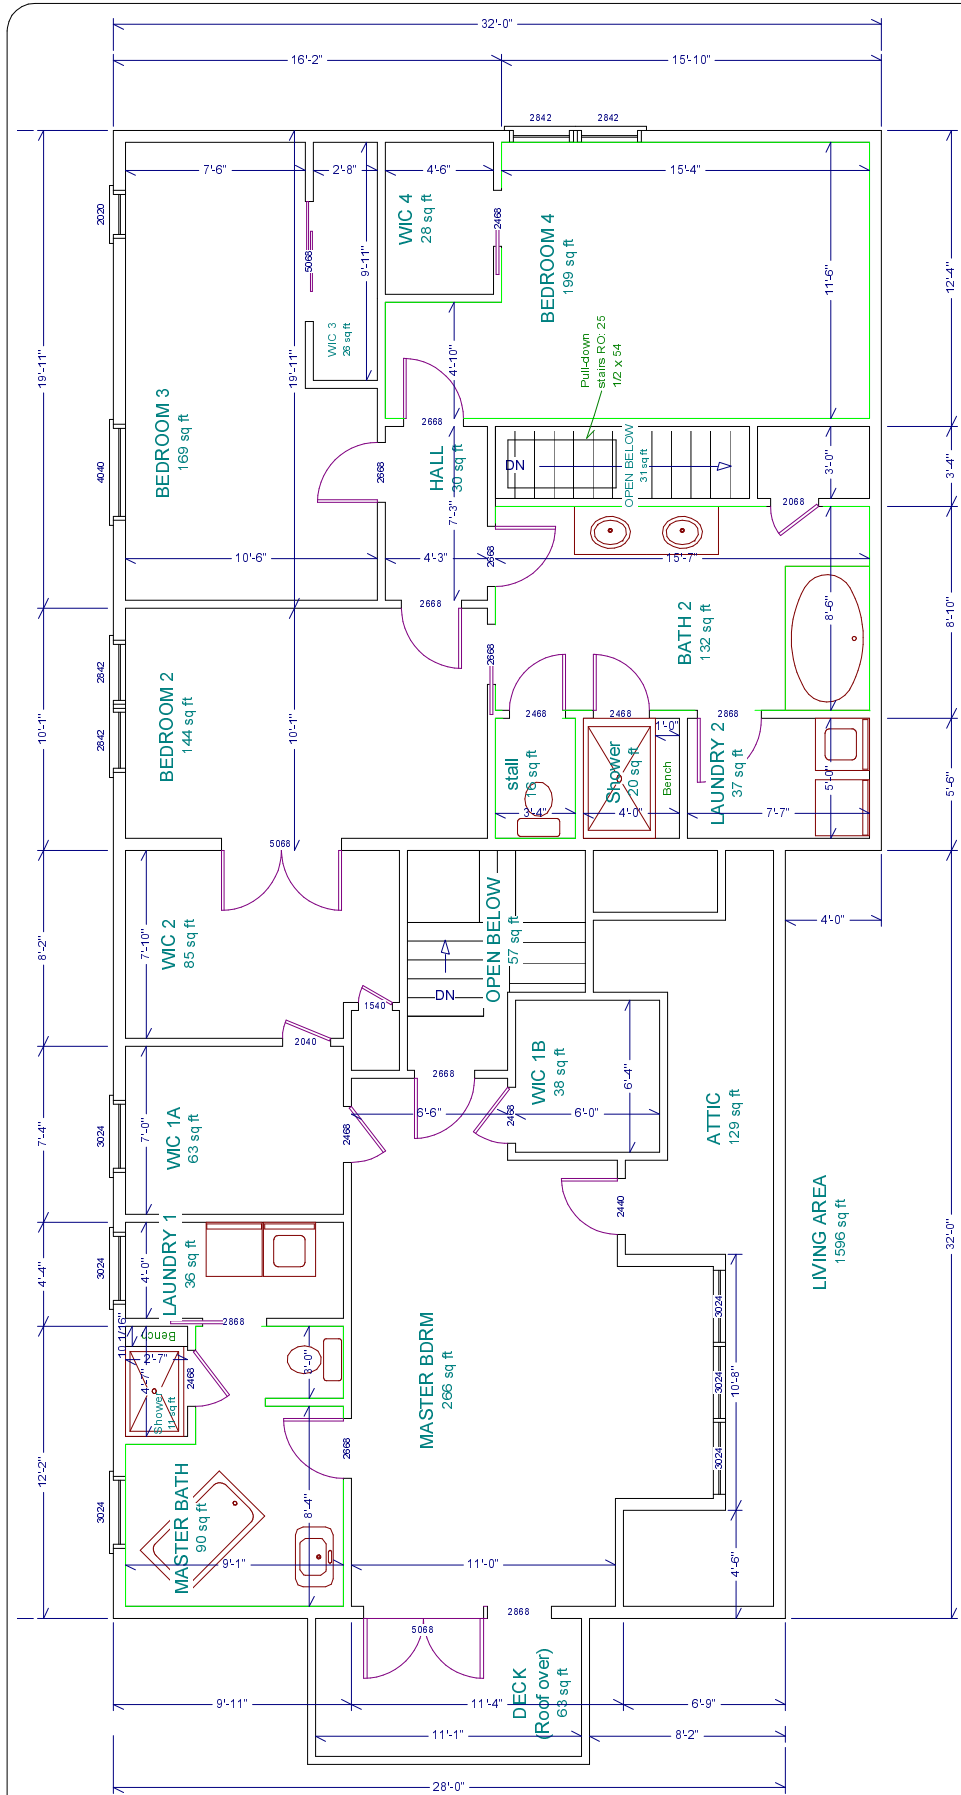 32'-0"
16'-2"
15'-10"
2842
2842
7'-6"
2'-8"
4'-6"
15'-4"
2020
5068
9'-11"
WIC 4
28 sq ft
2468
BEDROOM 4
199 sq ft
11'-6"
12'-4"
19'-11"
19'-11"
WIC 3
26 sq ft
4'-10"
Pull-down
stairs RO: 25
1/2 x 54
BEDROOM 3
169 sq ft
4040
2668
2668
HALL
30 sq ft
7'-3"
DN
OPEN BELOW
31 sq ft
3'-0"
3'-4"
2068
10'-6"
4'-3"
2668
15'-7"
2668
BATH 2
132 sq ft
8'-6"
8'-10"
2842
2842
BEDROOM 2
144 sq ft
10'-1"
10'-1"
2668
2468
2468
2868
1'-0"
stall
16 sq ft
3'-4"
Shower
20 sq ft
4'-0"
Bench
LAUNDRY 2
37 sq ft
7'-7"
5'-0"
5'-6"
5068
8'-2"
7'-10"
WIC 2
85 sq ft
OPEN BELOW
57 sq ft
DN
4'-0"
1540
2040
2668
WIC 1B
38 sq ft
6'-4"
6'-0"
7'-4"
3024
7'-0"
WIC 1A
63 sq ft
2468
6'-6"
2468
ATTIC
129 sq ft
2440
LIVING AREA
1596 sq ft
32'-0"
4'-4"
3024
4'-0"
LAUNDRY 1
36 sq ft
2868
10 1/16"
Bench
2'-7"
4'-7"
Shower
11 sq ft
2468
3'-0"
MASTER BDRM
266 sq ft
3024
3024
3024
10'-8"
12'-2"
3024
2668
8'-4"
MASTER BATH
90 sq ft
9'-1"
11'-0"
4'-6"
2868
5068
DECK
(Roof over)
63 sq ft
9'-11"
11'-4"
6'-9"
11'-1"
8'-2"
28'-0"